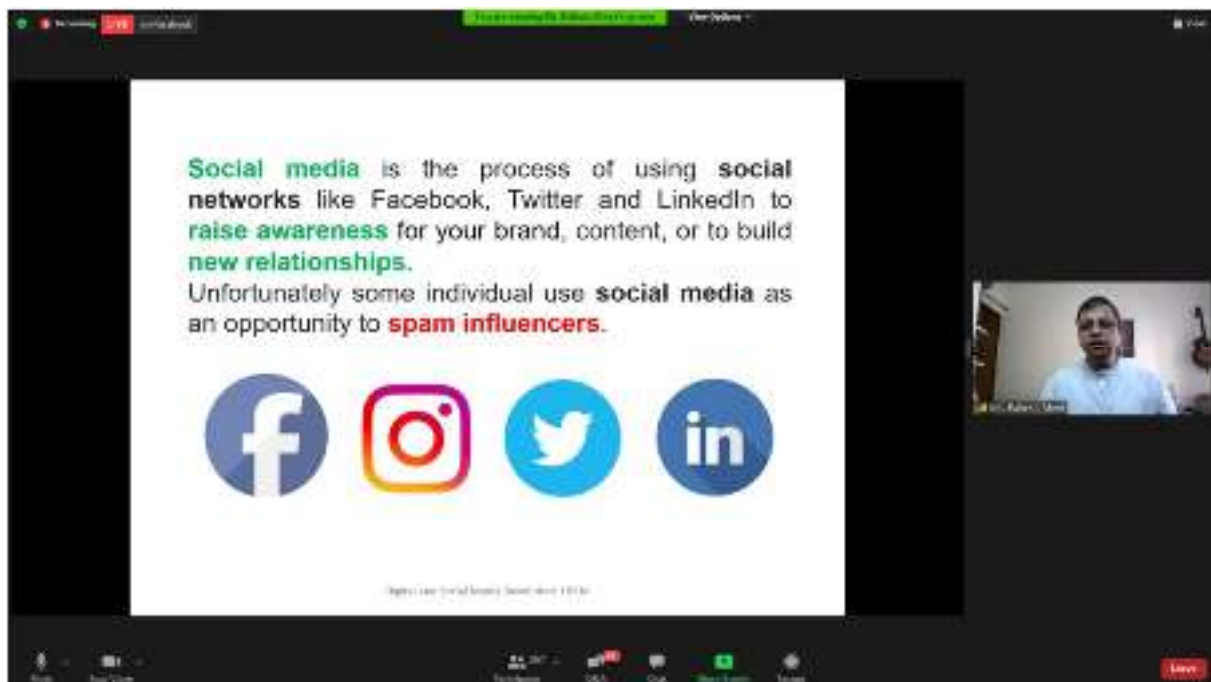 LIVE
Social media is the process of using social
networks like Facebook, Twitter and LinkedIn to
raise awareness for your brand, content, or to build
new relationships.
Unfortunately some individual use social media as
an opportunity to spam influencers.
f
in
Q&A
Chat
Leave